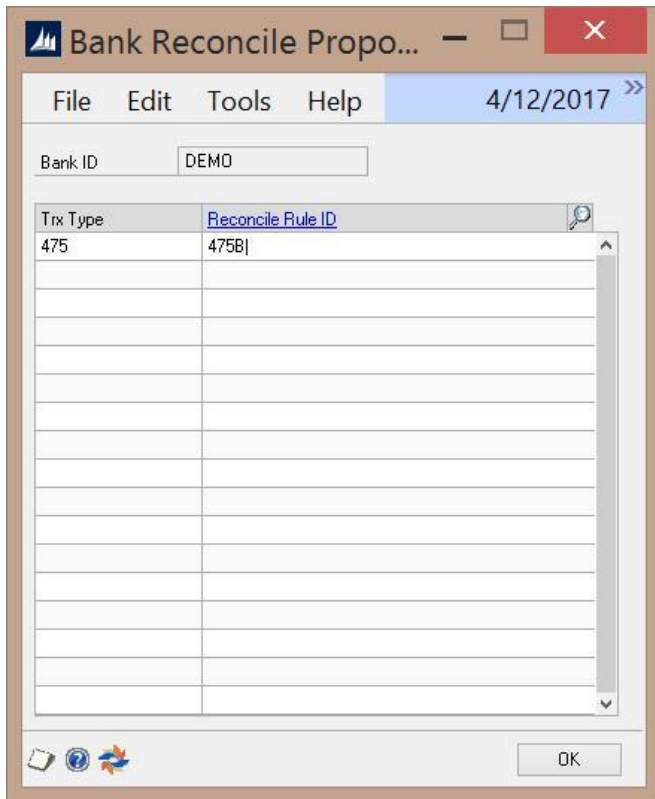 Bank Reconcile Propo...
File Edit Tools Help 4/12/2017
Bank ID DEMO
Trx Type Reconcile Rule ID
475 475B
OK